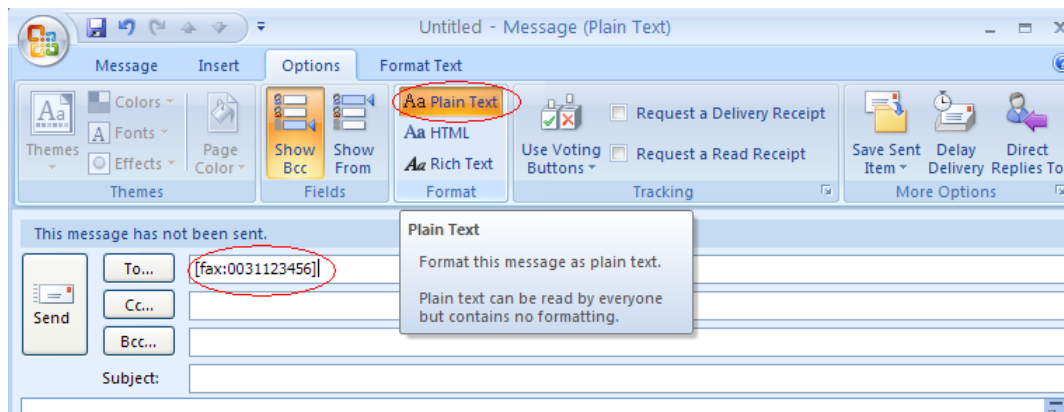 Untitled - Message (Plain Text)
Message Insert Options Format Text
Aa Themes
Colors
A Fonts
Effects
Page Color
Themes
Show Bcc
Show From
Fields
Aa Plain Text
Aa HTML
Aa Rich Text
Format
Use Voting Buttons
Request a Delivery Receipt
Request a Read Receipt
Tracking
Save Sent Item
Delay Delivery
Direct Replies To
More Options
This message has not been sent.
Send
To... [fax:0031123456]
Cc...
Bcc...
Subject:
Plain Text
Format this message as plain text.
Plain text can be read by everyone
but contains no formatting.